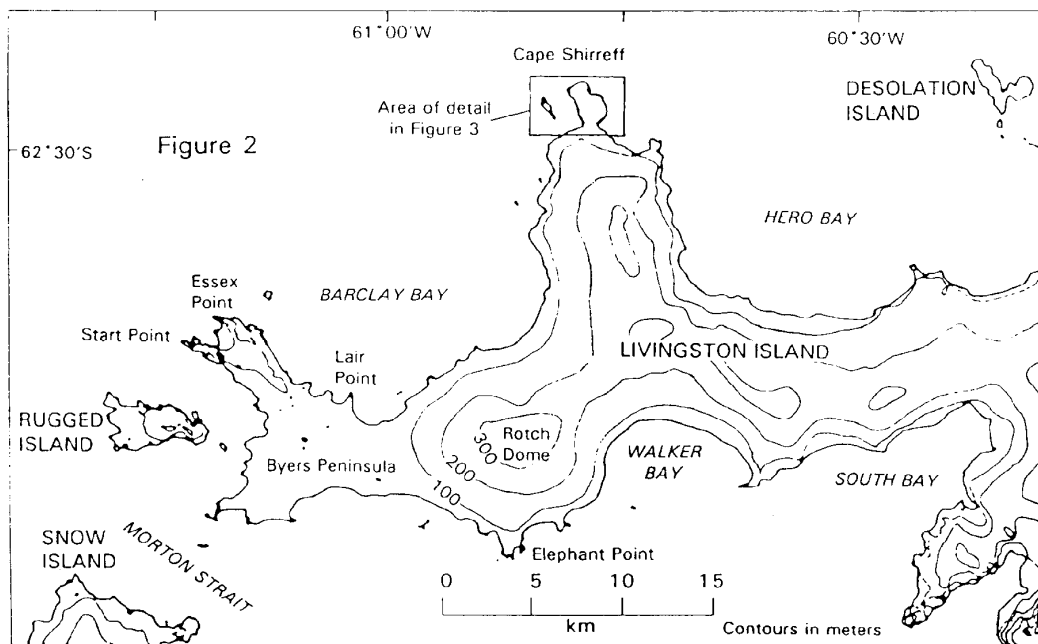 61°00'W
60°30'W
Cape Shirreff
Area of detail
in Figure 3
DESOLATION
ISLAND
62°30'S
Figure 2
HERO BAY
Essex
Point
BARCLAY BAY
Start Point
Lair
Point
LIVINGSTON ISLAND
RUGGED
ISLAND
Rotch
Dome
300
200
100
WALKER
BAY
Byers Peninsula
SOUTH BAY
SNOW
ISLAND
MORTON STRAIT
Elephant Point
0 5 10 15
km
Contours in meters